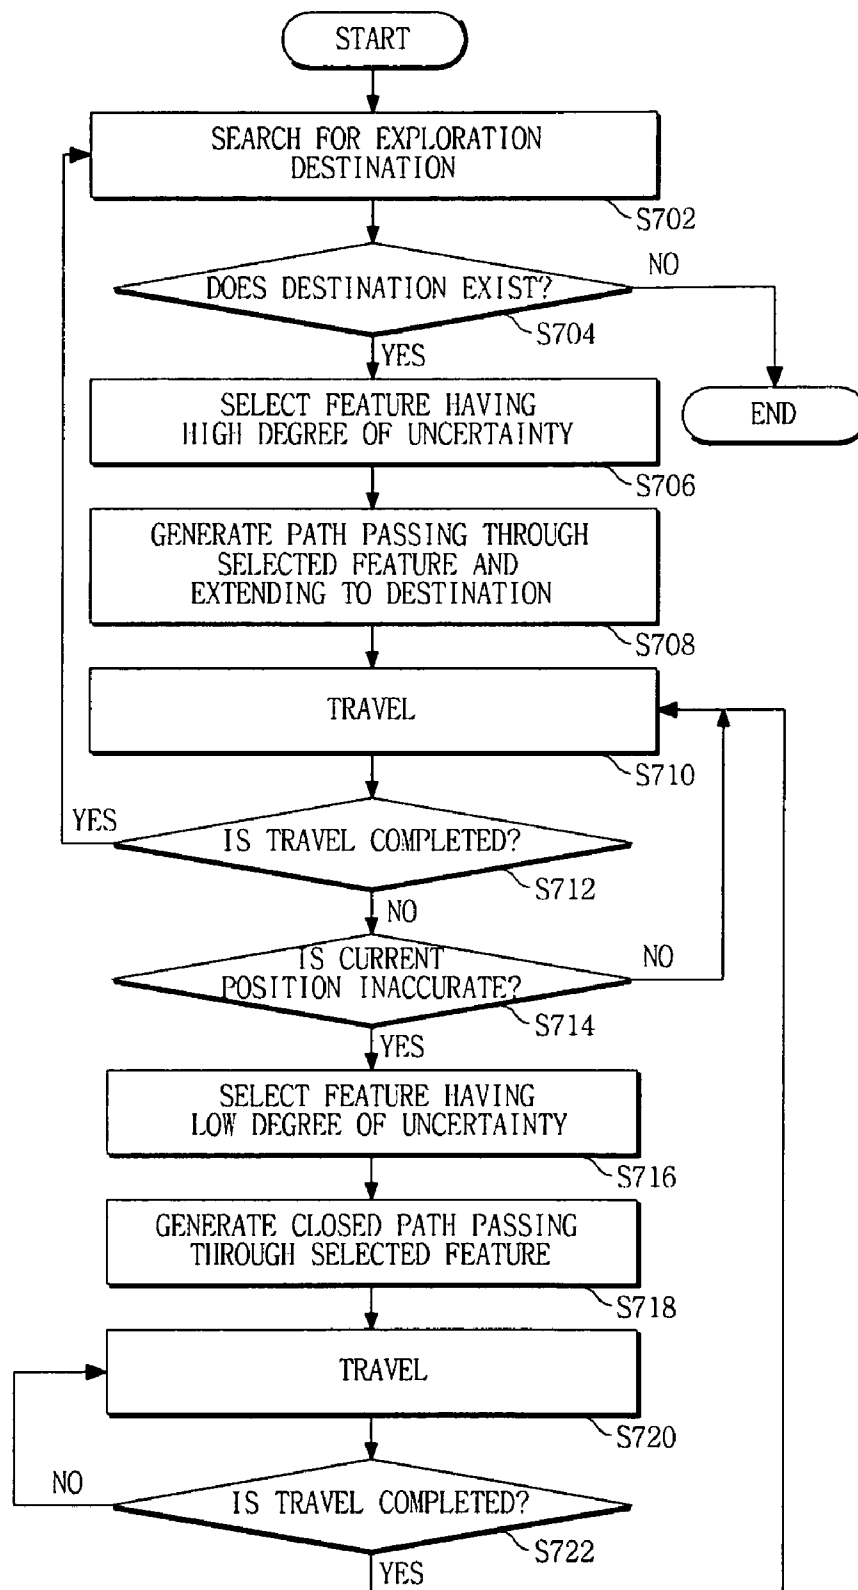 START
SEARCH FOR EXPLORATION
DESTINATION
S702
DOES DESTINATION EXIST?
NO
S704
YES
SELECT FEATURE HAVING
HIGH DEGREE OF UNCERTAINTY
END
S706
GENERATE PATH PASSING THROUGH
SELECTED FEATURE AND
EXTENDING TO DESTINATION
S708
TRAVEL
S710
YES
IS TRAVEL COMPLETED?
S712
NO
IS CURRENT
POSITION INACCURATE?
NO
S714
YES
SELECT FEATURE HAVING
LOW DEGREE OF UNCERTAINTY
S716
GENERATE CLOSED PATH PASSING
THROUGH SELECTED FEATURE
S718
TRAVEL
S720
NO
IS TRAVEL COMPLETED?
S722
YES